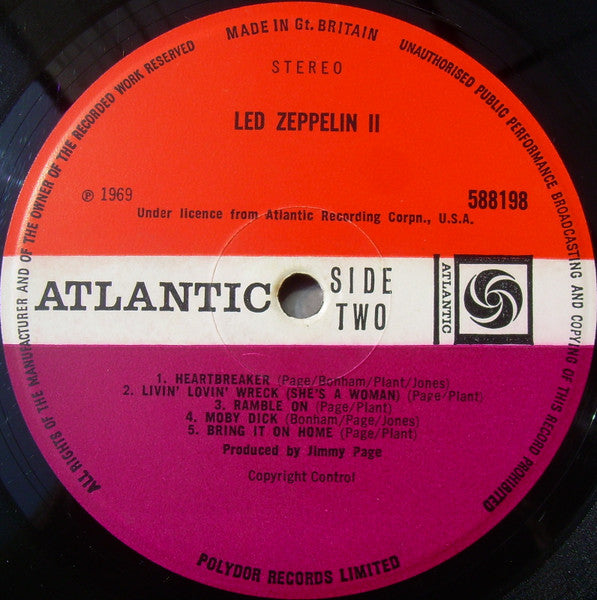 MADE IN Gt. BRITAIN
STEREO
LED ZEPPELIN II
℗ 1969
588198
Under licence from Atlantic Recording Corpn., U.S.A.
ATLANTIC
SIDE
TWO
ATLANTIC
1. HEARTBREAKER (Page/Bonham/Plant/Jones)
2. LIVIN' LOVIN' WRECK (SHE'S A WOMAN) (Page/Plant)
3. RAMBLE ON (Page/Plant)
4. MOBY DICK (Bonham/Page/Jones)
5. BRING IT ON HOME (Page/Plant)
Produced by Jimmy Page
Copyright Control
POLYDOR RECORDS LIMITED
ALL RIGHTS OF THE MANUFACTURER AND OF THE OWNER OF THE RECORDED WORK RESERVED
UNAUTHORISED PUBLIC PERFORMANCE BROADCASTING AND COPYING OF THIS RECORD PROHIBITED